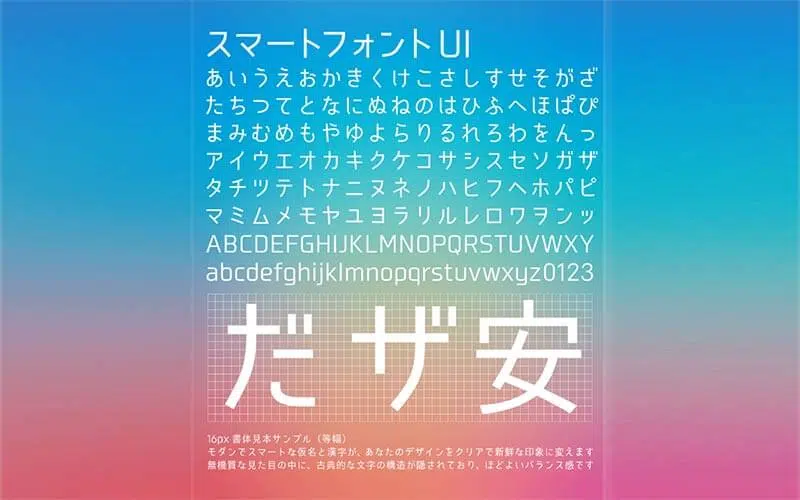 スマートフォントUI
あいうえおかきくけこさしすせそがざ
たちつてとなにぬねのはひふへほぱぴ
まみむめもやゆよらりるれろわをんっ
アイウエオカキクケコサシスセソガザ
タチツテトナニヌネノハヒフヘホパピ
マミムメモヤユヨラリルレロワヲンッ
ABCDEFGHIJKLMNOPQRSTUVWXY
abcdefghijklmnopqrstuvwxyz0123
だザ安
16px 書体見本サンプル（等幅）
モダンでスマートな仮名と漢字が、あなたのデザインをクリアで新鮮な印象に変えます
無機質な見た目の中に、古典的な文字の構造が隠されており、ほどよいバランス感です